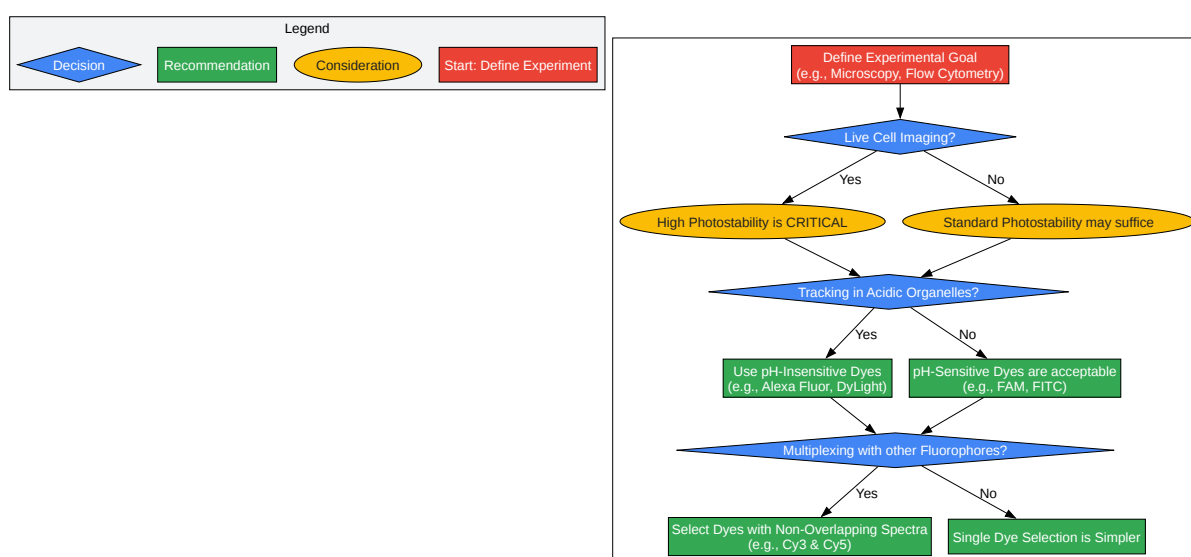 Legend
Decision
Recommendation
Consideration
Start: Define Experiment
Define Experimental Goal
(e.g., Microscopy, Flow Cytometry)
Live Cell Imaging?
Yes
No
High Photostability is CRITICAL
Standard Photostability may suffice
Tracking in Acidic Organelles?
Yes
No
Use pH-Insensitive Dyes
(e.g., Alexa Fluor, DyLight)
pH-Sensitive Dyes are acceptable
(e.g., FAM, FITC)
Multiplexing with other Fluorophores?
Yes
No
Select Dyes with Non-Overlapping Spectra
(e.g., Cy3 & Cy5)
Single Dye Selection is Simpler